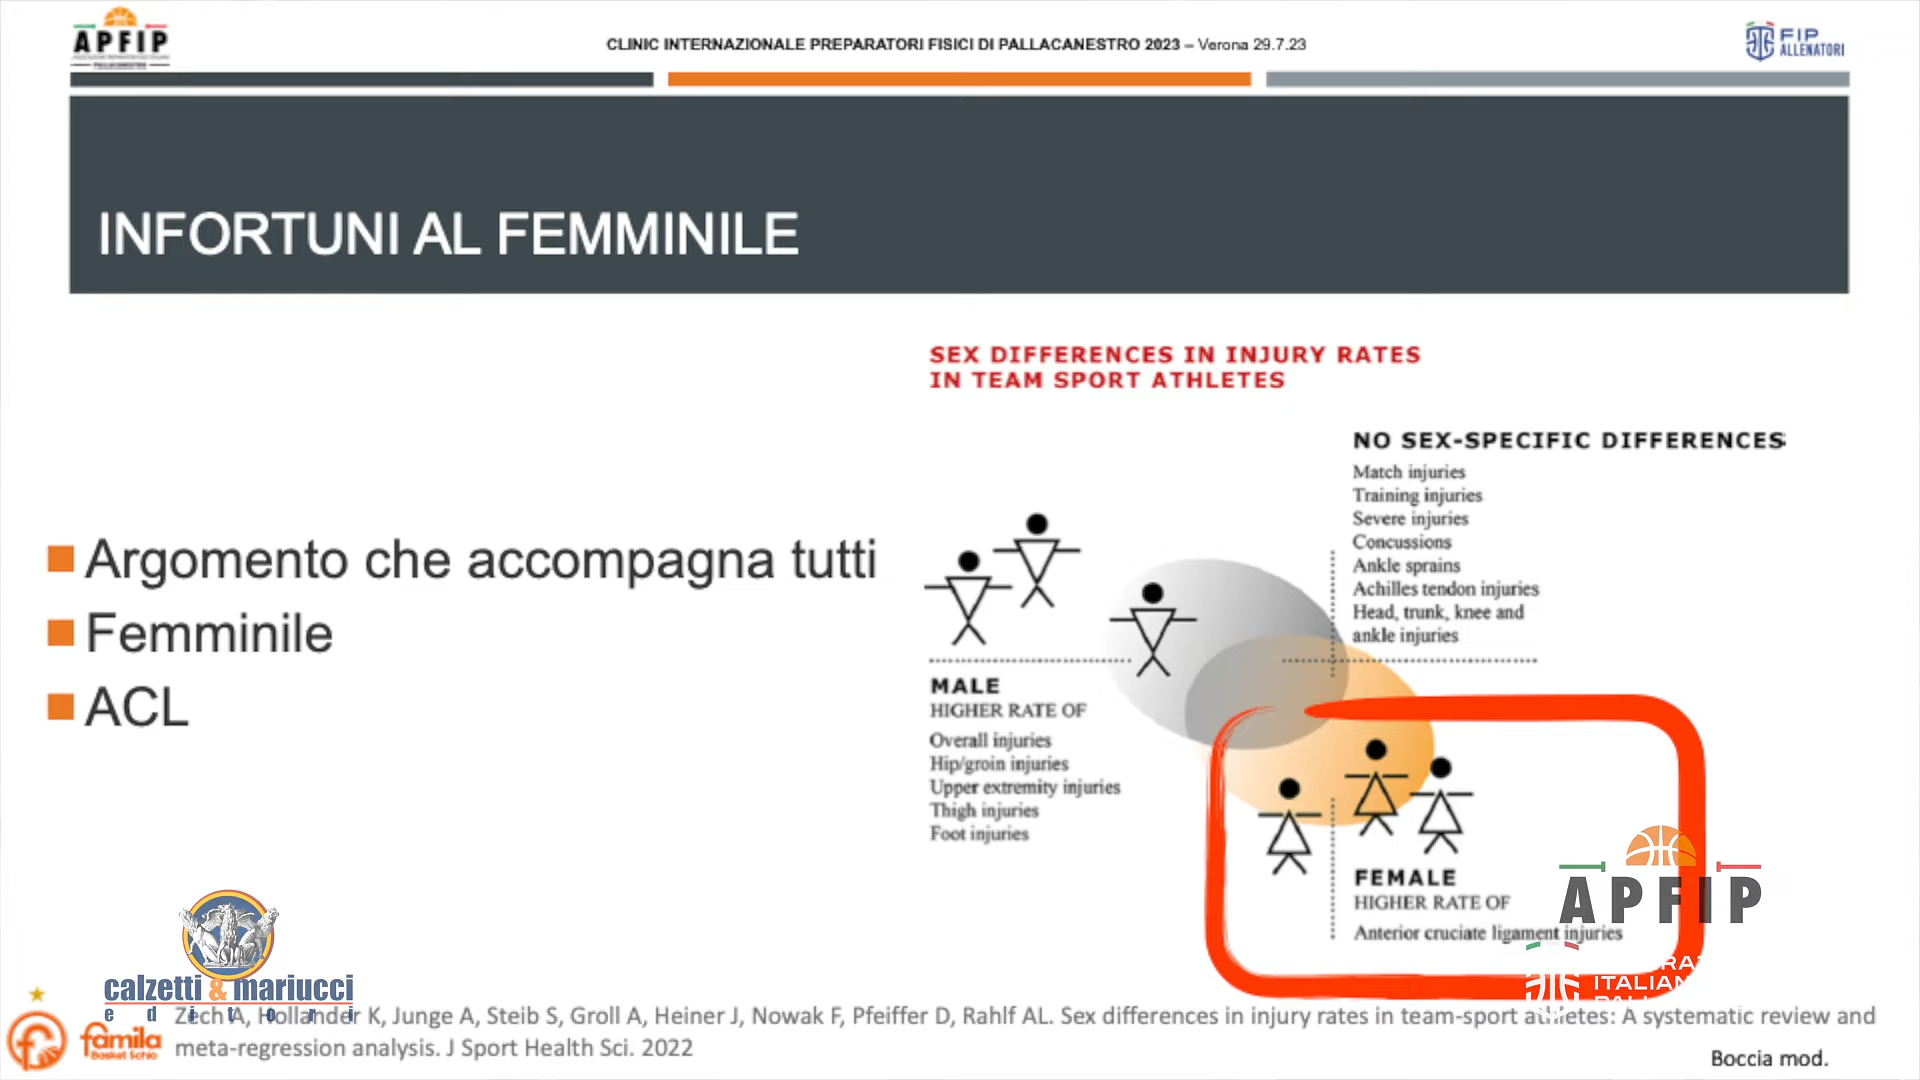 APFIP
CLINIC INTERNAZIONALE PREPARATORI FISICI DI PALLACANESTRO 2023 – Verona 29.7.23
FIP
ALLENATORI
INFORTUNI AL FEMMINILE
Argomento che accompagna tutti
Femminile
ACL
SEX DIFFERENCES IN INJURY RATES
IN TEAM SPORT ATHLETES
NO SEX-SPECIFIC DIFFERENCES
Match injuries
Training injuries
Severe injuries
Concussions
Ankle sprains
Achilles tendon injuries
Head, trunk, knee and
ankle injuries
MALE
HIGHER RATE OF
Overall injuries
Hip/groin injuries
Upper extremity injuries
Thigh injuries
Foot injuries
FEMALE
HIGHER RATE OF
Anterior cruciate ligament injuries
APFIP
ITALIAN
calzetti & mariucci
editori
famila
Basket Schio
Zech A, Hollander K, Junge A, Steib S, Groll A, Heiner J, Nowak F, Pfeiffer D, Rahlf AL. Sex differences in injury rates in team-sport athletes: A systematic review and
meta-regression analysis. J Sport Health Sci. 2022
Boccia mod.